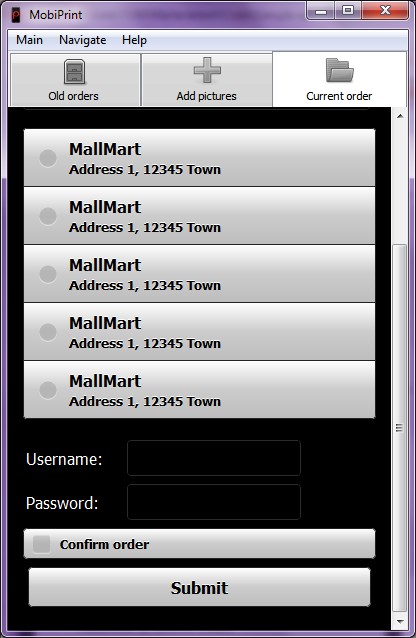 MobiPrint
Main Navigate Help
Old orders Add pictures Current order
MallMart
Address 1, 12345 Town
MallMart
Address 1, 12345 Town
MallMart
Address 1, 12345 Town
MallMart
Address 1, 12345 Town
MallMart
Address 1, 12345 Town
Username:
Password:
Confirm order
Submit